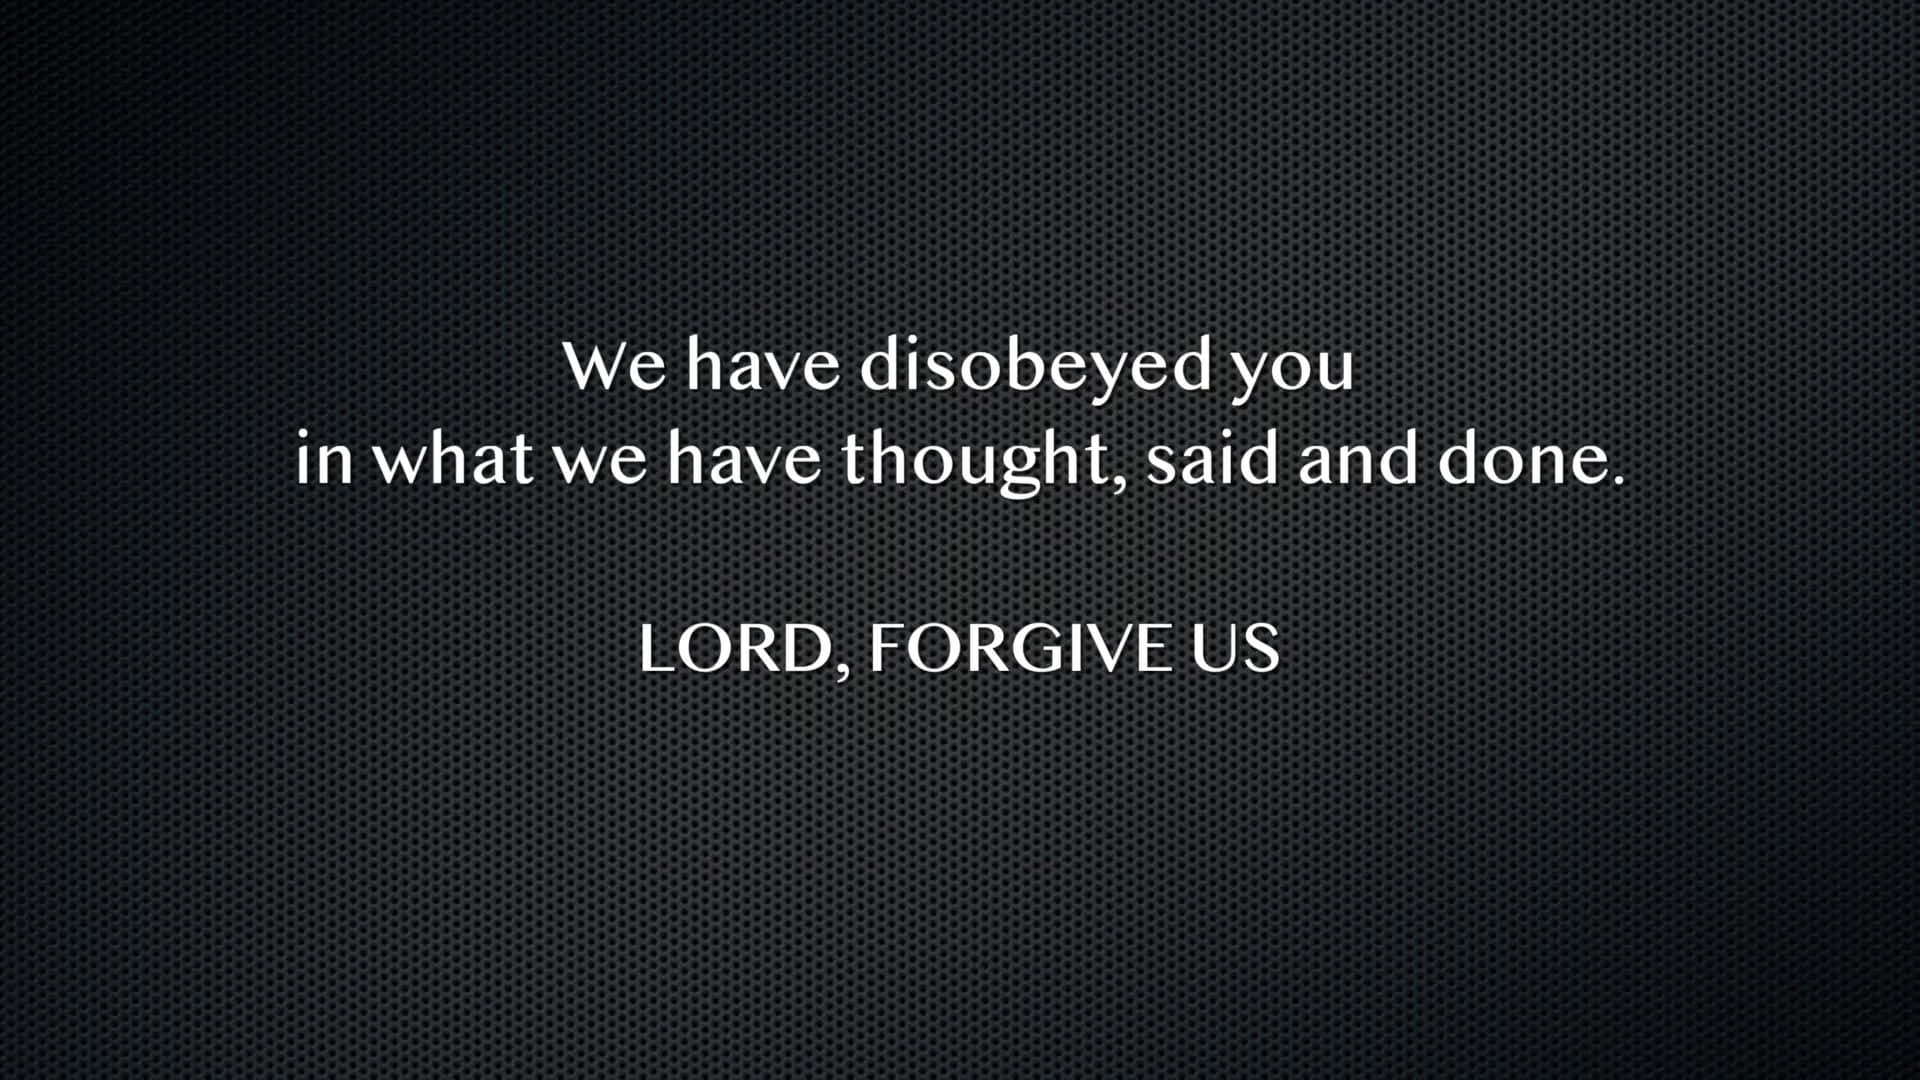 We have disobeyed you
in what we have thought, said and done.
LORD, FORGIVE US